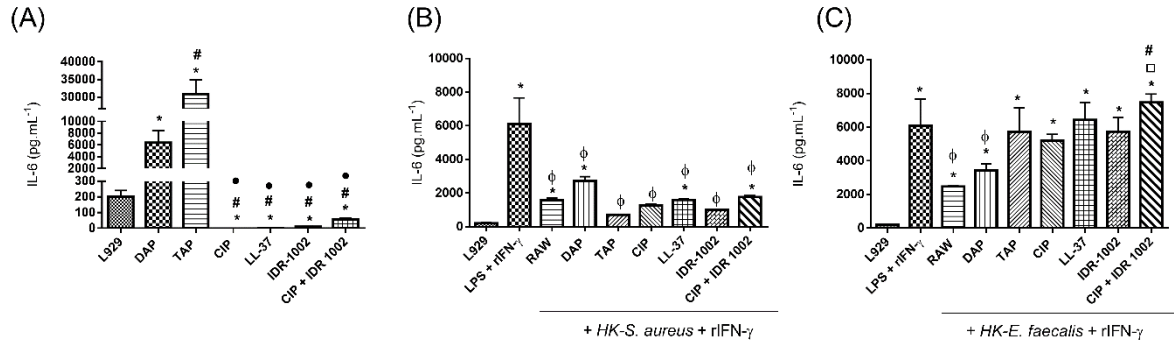 (A)
IL-6 (pg.mL⁻¹)
40000
35000
30000
14000
12000
10000
8000
6000
4000
2000
300
200
100
0
*
#
*
●
#
*
●
#
*
●
#
*
●
#
*
L929
DAP
TAP
CIP
LL-37
IDR-1002
CIP + IDR 1002
(B)
IL-6 (pg.mL⁻¹)
10000
8000
6000
4000
2000
0
*
ϕ
*
ϕ
*
ϕ
ϕ
ϕ
*
ϕ
ϕ
*
L929
LPS + rIFN-γ
RAW
DAP
TAP
CIP
LL-37
IDR-1002
CIP + IDR 1002
+ HK-S. aureus + rIFN-γ
(C)
IL-6 (pg.mL⁻¹)
10000
8000
6000
4000
2000
0
*
ϕ
*
ϕ
*
*
*
*
*
#
□
*
L929
LPS + rIFN-γ
RAW
DAP
TAP
CIP
LL-37
IDR-1002
CIP + IDR 1002
+ HK-E. faecalis + rIFN-γ